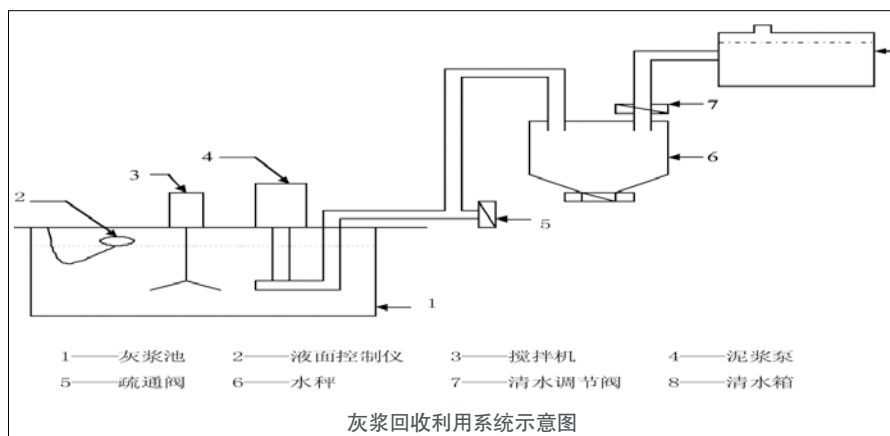 7
3
4
6
2
5
1
1——灰浆池 2——液面控制仪 3——搅拌机 4——泥浆泵
5——疏通阀 6——水秤 7——清水调节阀 8——清水箱
灰浆回收利用系统示意图